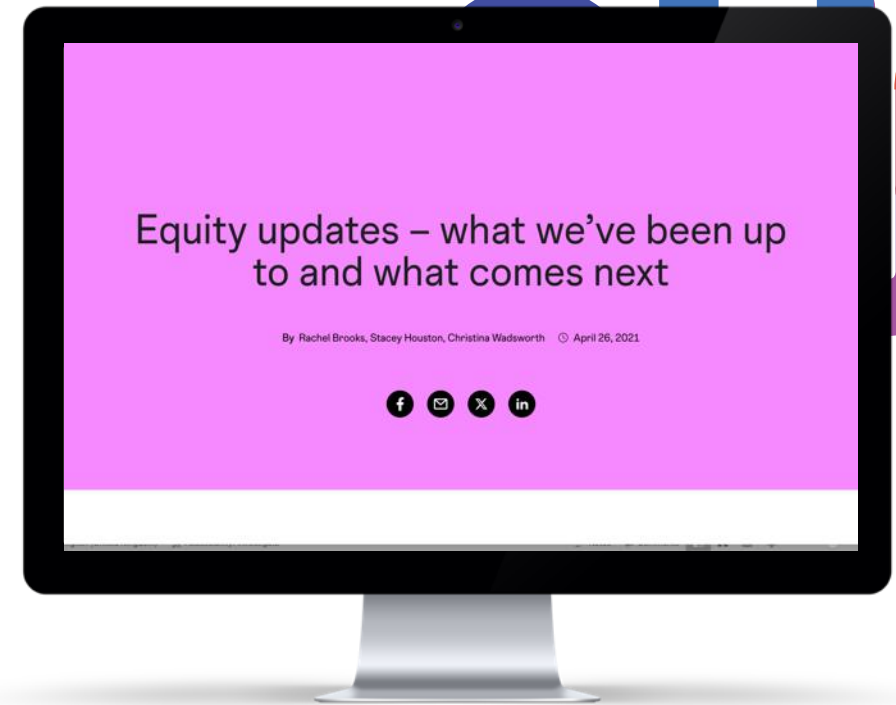 Equity updates – what we've been up
to and what comes next
By Rachel Brooks, Stacey Houston, Christina Wadsworth April 26, 2021